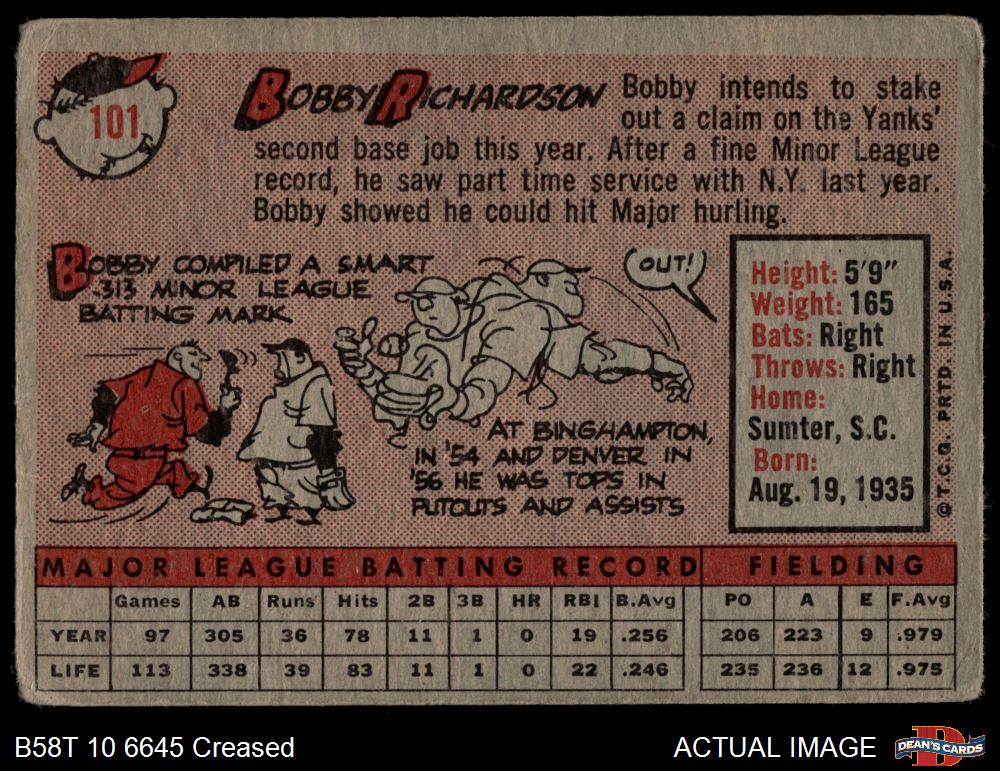 101
BOBBY RICHARDSON
Bobby intends to stake
out a claim on the Yanks'
second base job this year. After a fine Minor League
record, he saw part time service with N.Y. last year.
Bobby showed he could hit Major hurling.
BOBBY COMPILED A SMART
.313 MINOR LEAGUE
BATTING MARK
OUT!
AT BINGHAMPTON,
IN '54 AND DENVER IN
'56 HE WAS TOPS IN
PUTOUTS AND ASSISTS
Height: 5'9"
Weight: 165
Bats: Right
Throws: Right
Home:
Sumter, S.C.
Born:
Aug. 19, 1935
©T.C.G. PRTD. IN U.S.A.
MAJOR LEAGUE BATTING RECORD FIELDING
Games AB Runs Hits 2B 3B HR RBI B.Avg PO A E F.Avg
YEAR 97 305 36 78 11 1 0 19 .256 206 223 9 .979
LIFE 113 338 39 83 11 1 0 22 .246 235 236 12 .975
B58T 10 6645 Creased
ACTUAL IMAGE
DEAN'S CARDS